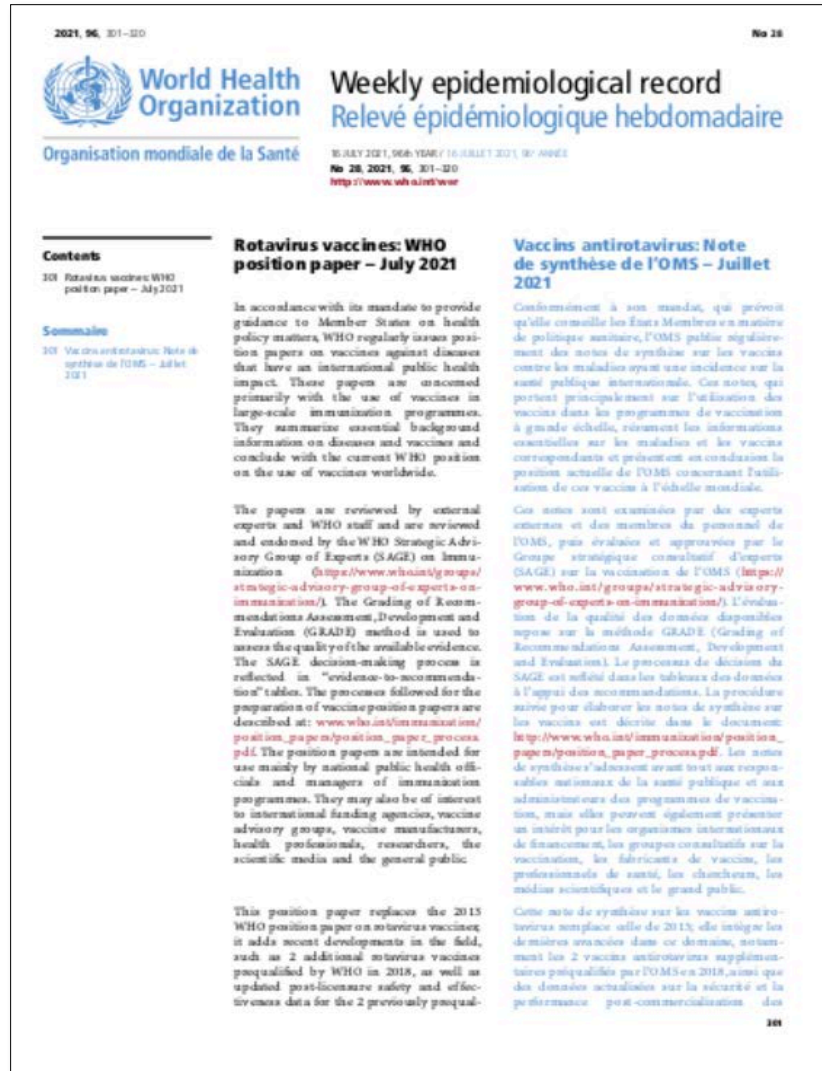 2021, 96, 301–320
No 28
World Health
Organization
Organisation mondiale de la Santé
Weekly epidemiological record
Relevé épidémiologique hebdomadaire
16 JULY 2021, 96th YEAR / 16 JUILLET 2021, 96e ANNÉE
No 28, 2021, 96, 301–320
http://www.who.int/wer
Contents
301 Rotavirus vaccines: WHO
position paper – July 2021
Sommaire
301 Vaccins antirotavirus: Note de
synthèse de l'OMS – Juillet
2021
Rotavirus vaccines: WHO
position paper – July 2021
In accordance with its mandate to provide
guidance to Member States on health
policy matters, WHO regularly issues posi-
tion papers on vaccines against diseases
that have an international public health
impact. These papers are concerned
primarily with the use of vaccines in
large-scale immunization programmes.
They summarize essential background
information on diseases and vaccines and
conclude with the current WHO position
on the use of vaccines worldwide.
The papers are reviewed by external
experts and WHO staff and are reviewed
and endorsed by the WHO Strategic Advi-
sory Group of Experts (SAGE) on Immu-
nization (https://www.who.int/groups/
strategic-advisory-group-of-experts-on-
immunization/). The Grading of Recom-
mendations Assessment, Development and
Evaluation (GRADE) method is used to
assess the quality of the available evidence.
The SAGE decision-making process is
reflected in "evidence-to-recommenda-
tion" tables. The processes followed for the
preparation of vaccine position papers are
described at: www.who.int/immunization/
position_papers/position_paper_process.
pdf. The position papers are intended for
use mainly by national public health offi-
cials and managers of immunization
programmes. They may also be of interest
to international funding agencies, vaccine
advisory groups, vaccine manufacturers,
health professionals, researchers, the
scientific media and the general public.
This position paper replaces the 2013
WHO position paper on rotavirus vaccines;
it adds recent developments in the field,
such as 2 additional rotavirus vaccines
prequalified by WHO in 2018, as well as
updated post-licensure safety and effec-
tiveness data for the 2 previously prequal-
Vaccins antirotavirus: Note
de synthèse de l'OMS – Juillet
2021
Conformément à son mandat, qui prévoit
qu'elle conseille les États Membres en matière
de politique sanitaire, l'OMS publie régulière-
ment des notes de synthèse sur les vaccins
contre les maladies ayant une incidence sur la
santé publique internationale. Ces notes, qui
portent principalement sur l'utilisation des
vaccins dans les programmes de vaccination
à grande échelle, résument les informations
essentielles sur les maladies et les vaccins
correspondants et présentent en conclusion la
position actuelle de l'OMS concernant l'utili-
sation de ces vaccins à l'échelle mondiale.
Ces notes sont examinées par des experts
externes et des membres du personnel de
l'OMS, puis évaluées et approuvées par le
Groupe stratégique consultatif d'experts
(SAGE) sur la vaccination de l'OMS (https://
www.who.int/groups/strategic-advisory-
group-of-experts-on-immunization/). L'évalua-
tion de la qualité des données disponibles
repose sur la méthode GRADE (Grading of
Recommendations Assessment, Development
and Evaluation). Le processus de décision du
SAGE est reflété dans les tableaux des données
à l'appui des recommandations. La procédure
suivie pour élaborer les notes de synthèse sur
les vaccins est décrite dans le document:
http://www.who.int/immunization/position_
papers/position_paper_process.pdf. Les notes
de synthèse s'adressent avant tout aux respon-
sables nationaux de la santé publique et aux
administrateurs des programmes de vaccina-
tion, mais elles peuvent également présenter
un intérêt pour les organismes internationaux
de financement, les groupes consultatifs sur la
vaccination, les fabricants de vaccins, les
professionnels de santé, les chercheurs, les
médias scientifiques et le grand public.
Cette note de synthèse sur les vaccins antiro-
tavirus remplace celle de 2013; elle intègre les
dernières avancées dans ce domaine, notam-
ment les 2 vaccins antirotavirus supplémen-
taires préqualifiés par l'OMS en 2018, ainsi que
des données actualisées sur la sécurité et la
performance post-commercialisation des
301